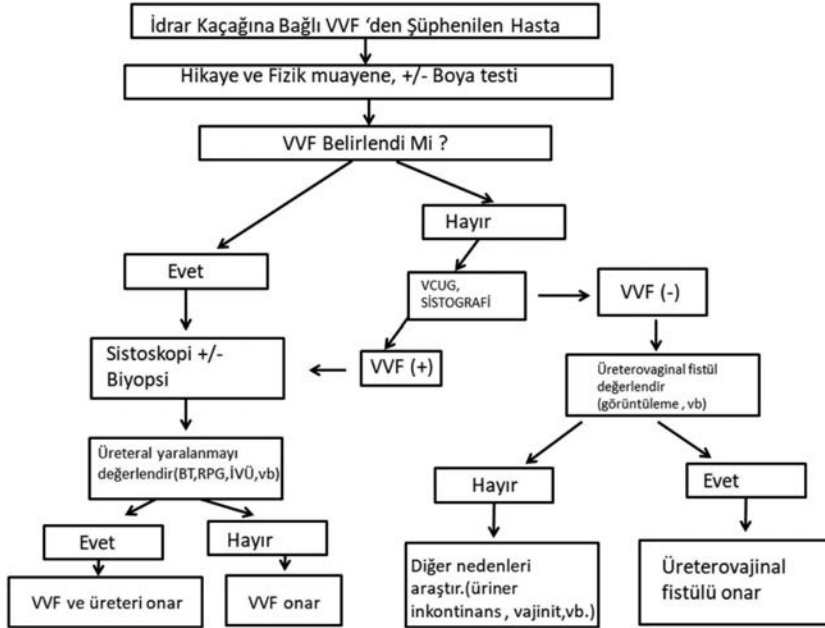 İdrar Kaçağına Bağlı VVF ‘den Şüphenilen Hasta
Hikaye ve Fizik muayene, +/- Boya testi
VVF Belirlendi Mi ?
Hayır
Evet
VCUG,
SİSTOGRAFİ
VVF (-)
Sistoskopi +/-
Biyopsi
VVF (+)
Üreterovaginal fistül
değerlendir
(görüntüleme , vb)
Üreteral yaralanmayı
değerlendir(BT,RPG,İVÜ,vb)
Hayır
Evet
Evet
Hayır
VVF ve üreteri onar
VVF onar
Diğer nedenleri
araştır.(üriner
inkontinans , vajinit,vb.)
Üreterovajinal
fistülü onar